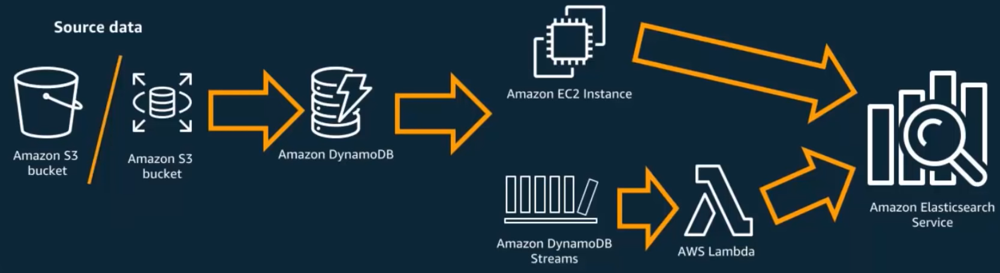 Source data
Amazon S3
bucket
Amazon S3
bucket
Amazon DynamoDB
Amazon EC2 Instance
Amazon DynamoDB
Streams
AWS Lambda
Amazon Elasticsearch
Service